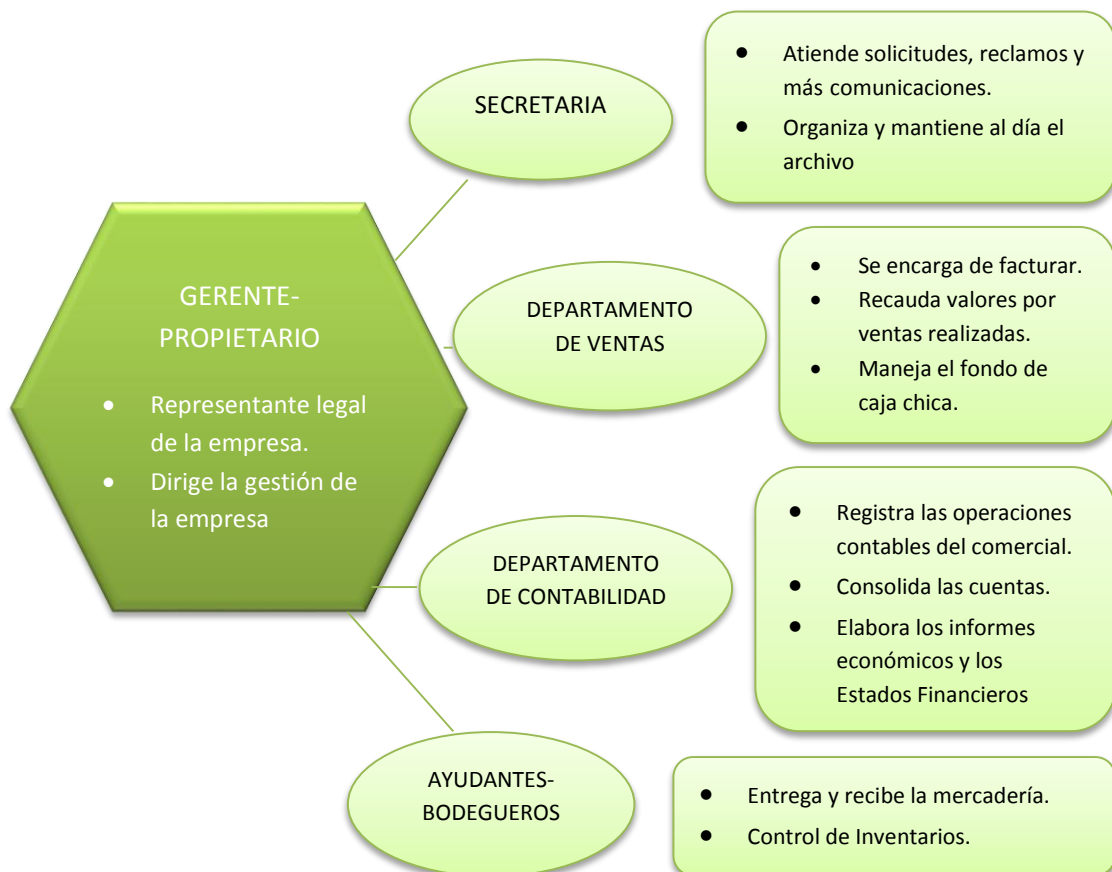 SECRETARIA
• Atiende solicitudes, reclamos y
más comunicaciones.
• Organiza y mantiene al día el
archivo
GERENTE-
PROPIETARIO
• Representante legal
de la empresa.
• Dirige la gestión de
la empresa
DEPARTAMENTO
DE VENTAS
• Se encarga de facturar.
• Recauda valores por
ventas realizadas.
• Maneja el fondo de
caja chica.
DEPARTAMENTO
DE CONTABILIDAD
• Registra las operaciones
contables del comercial.
• Consolida las cuentas.
• Elabora los informes
económicos y los
Estados Financieros
AYUDANTES-
BODEGUEROS
• Entrega y recibe la mercadería.
• Control de Inventarios.